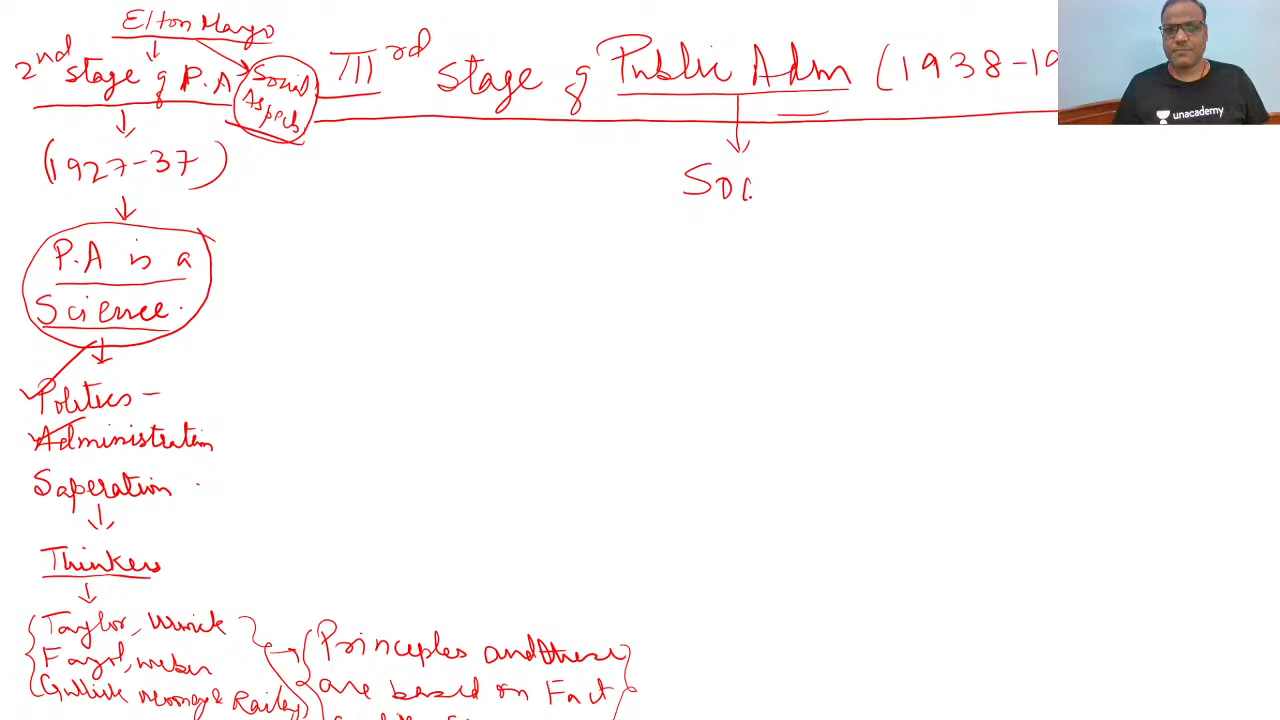 Elton Mayo
2nd stage of P.A
Social
Aspects
IIIrd stage of Public Adm (1938-19
unacademy
(1927-37)
Soc
P.A is a
Science.
Politics -
Administration
Saperation
Thinkers
Taylor, Urwick
Fayol, weber
Gullick Mooney & Railey
Principles and these
are based on Fact